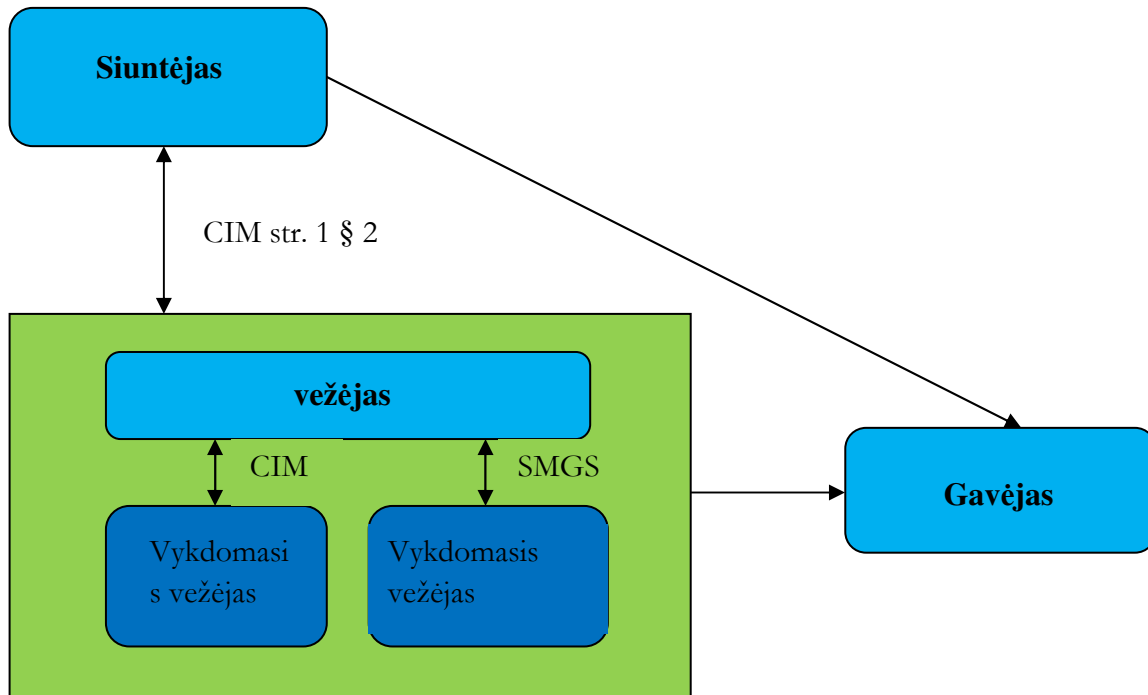 Siuntėjas
CIM str. 1 § 2
vežėjas
CIM
SMGS
Vykdomasi
s vežėjas
Vykdomasis
vežėjas
Gavėjas